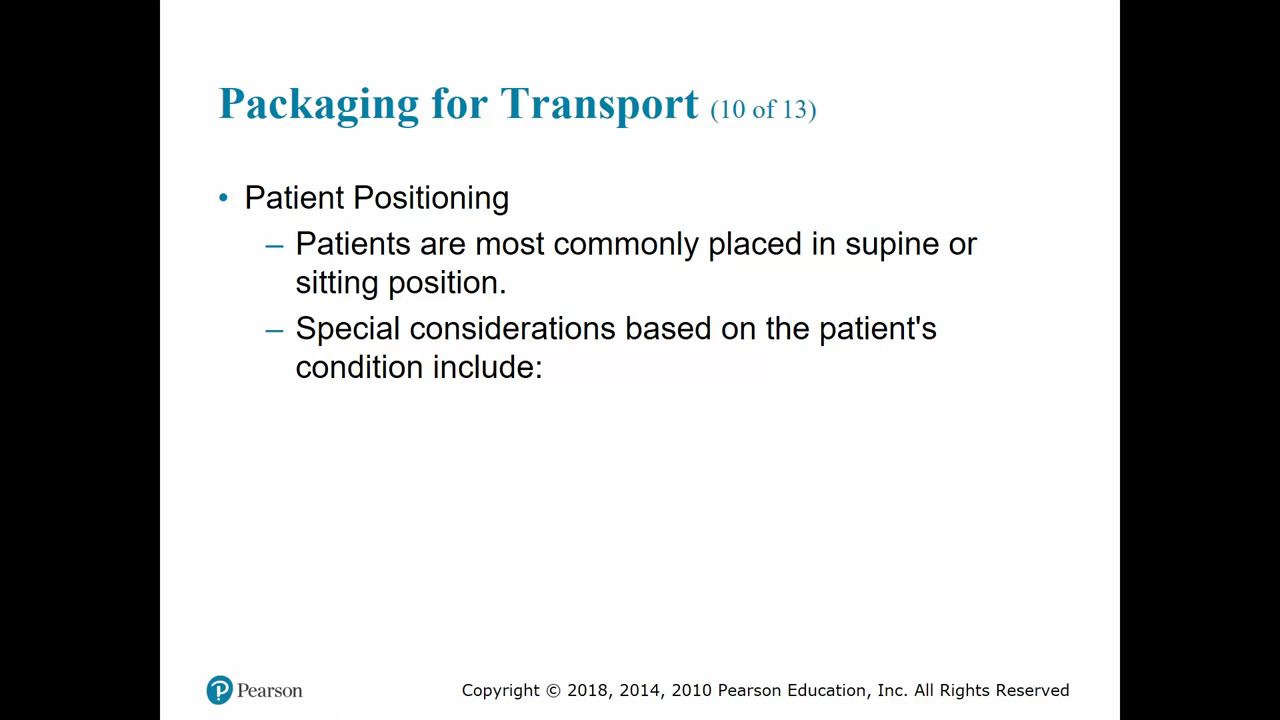 Packaging for Transport (10 of 13)
• Patient Positioning
– Patients are most commonly placed in supine or
sitting position.
– Special considerations based on the patient's
condition include:
Pearson
Copyright © 2018, 2014, 2010 Pearson Education, Inc. All Rights Reserved